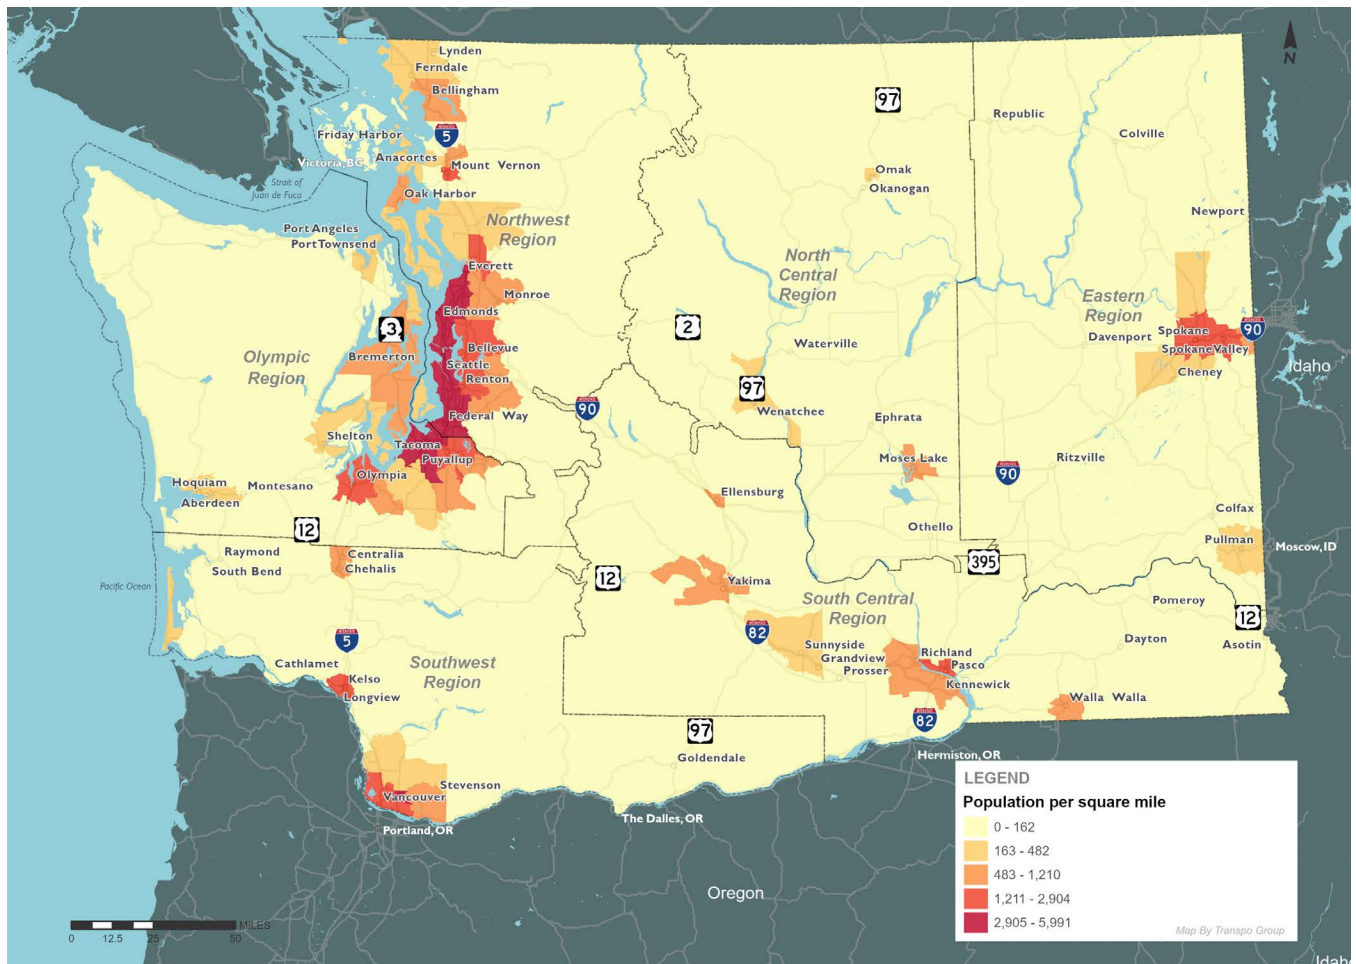 N
Lynden
Ferndale
Bellingham
97
Republic
Colville
Friday Harbor
5
Anacortes
Victoria, BC
Mount Vernon
Strait of
Juan de Fuca
Oak Harbor
Omak
Okanogan
Newport
Port Angeles
Port Townsend
Northwest
Region
North
Central
Region
Everett
Monroe
Eastern
Region
Edmonds
3
2
Davenport
Spokane
90
Spokane Valley
Olympic
Region
Bremerton
Bellevue
Seattle
Renton
Waterville
Cheney
Idaho
97
Wenatchee
90
Federal Way
Ephrata
Shelton
Tacoma
Puyallup
Moses Lake
Ritzville
90
Olympia
Hoquiam
Montesano
Aberdeen
Ellensburg
Colfax
12
Othello
Pullman
Moscow, ID
Raymond
South Bend
Centralia
Chehalis
395
Pacific Ocean
12
Yakima
South Central
Region
Pomeroy
12
5
82
Sunnyside
Grandview
Prosser
Richland
Pasco
Kennewick
Dayton
Asotin
Cathlamet
Southwest
Region
Kelso
Longview
Walla Walla
82
97
Goldendale
Hermiston, OR
Stevenson
Vancouver
Portland, OR
The Dalles, OR
Oregon
LEGEND
Population per square mile
0 - 162
163 - 482
483 - 1,210
1,211 - 2,904
2,905 - 5,991
Map By Transpo Group
MILES
0 12.5 25 50
Idaho